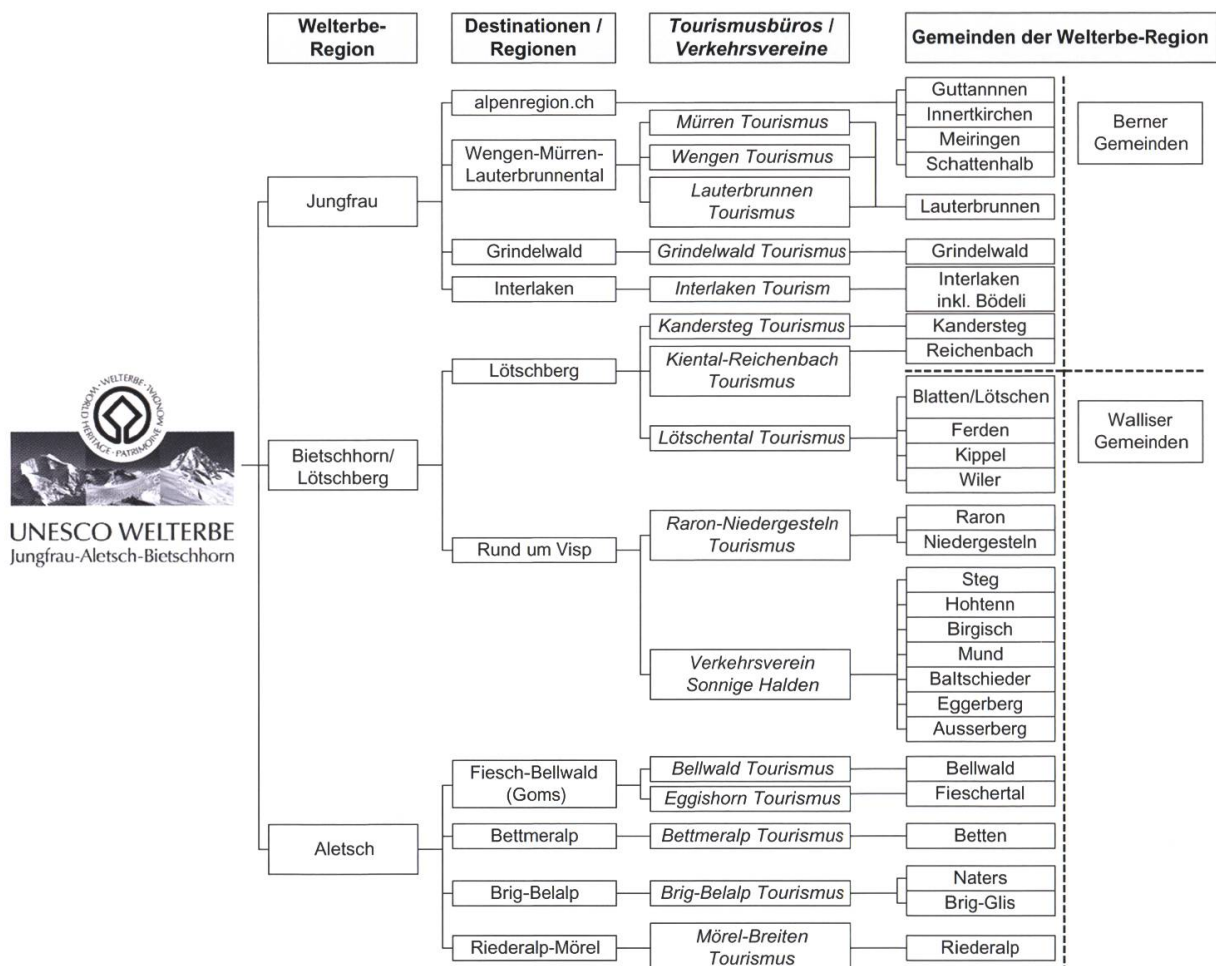 Welterbe-
Region
Destinationen /
Regionen
Tourismusbüros /
Verkehrsvereine
Gemeinden der Welterbe-Region
alpenregion.ch
Guttannnen
Innertkirchen
Meiringen
Schattenhalb
Berner
Gemeinden
Jungfrau
Wengen-Mürren-
Lauterbrunnental
Mürren Tourismus
Wengen Tourismus
Lauterbrunnen
Tourismus
Lauterbrunnen
Grindelwald
Grindelwald Tourismus
Grindelwald
Interlaken
Interlaken Tourism
Interlaken
inkl. Bödeli
WORLD HERITAGE · WELTERBE · PATRIMOINE MONDIAL
UNESCO WELTERBE
Jungfrau-Aletsch-Bietschhorn
Bietschhorn/
Lötschberg
Lötschberg
Kandersteg Tourismus
Kandersteg
Kiental-Reichenbach
Tourismus
Reichenbach
Lötschental Tourismus
Blatten/Lötschen
Ferden
Kippel
Wiler
Walliser
Gemeinden
Rund um Visp
Raron-Niedergesteln
Tourismus
Raron
Niedergesteln
Verkehrsverein
Sonnige Halden
Steg
Hohtenn
Birgisch
Mund
Baltschieder
Eggerberg
Ausserberg
Aletsch
Fiesch-Bellwald
(Goms)
Bellwald Tourismus
Bellwald
Eggishorn Tourismus
Fieschertal
Bettmeralp
Bettmeralp Tourismus
Betten
Brig-Belalp
Brig-Belalp Tourismus
Naters
Brig-Glis
Riederalp-Mörel
Mörel-Breiten
Tourismus
Riederalp